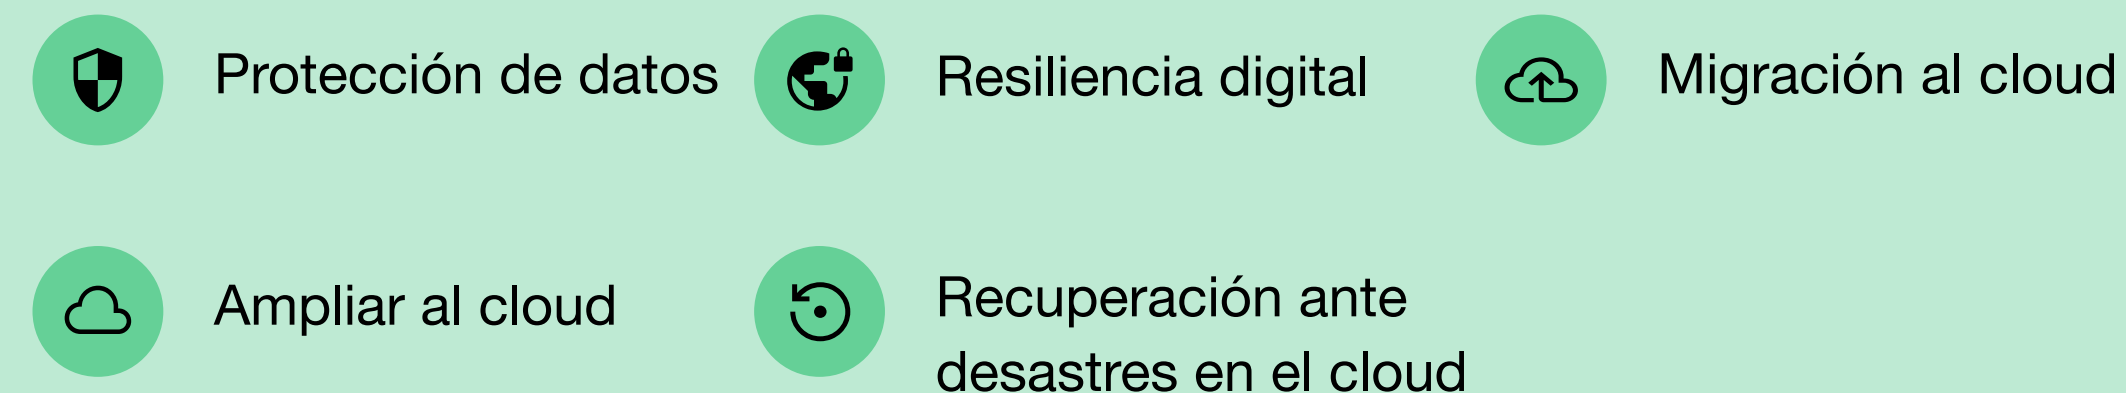 Protección de datos
Resiliencia digital
Migración al cloud
Ampliar al cloud
Recuperación ante
desastres en el cloud